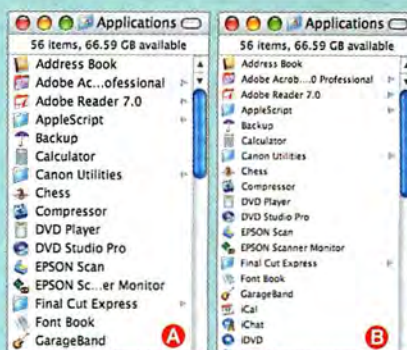 Applications
56 items, 66.59 GB available
Address Book
Adobe Ac...ofessional
Adobe Reader 7.0
AppleScript
Backup
Calculator
Canon Utilities
Chess
Compressor
DVD Player
DVD Studio Pro
EPSON Scan
EPSON Sc...er Monitor
Final Cut Express
Font Book
GarageBand
A
Applications
56 items, 66.59 GB available
Address Book
Adobe Acrob....0 Professional
Adobe Reader 7.0
AppleScript
Backup
Calculator
Canon Utilities
Chess
Compressor
DVD Player
DVD Studio Pro
EPSON Scan
EPSON Scanner Monitor
Final Cut Express
Font Book
GarageBand
iCal
iChat
iDVD
B